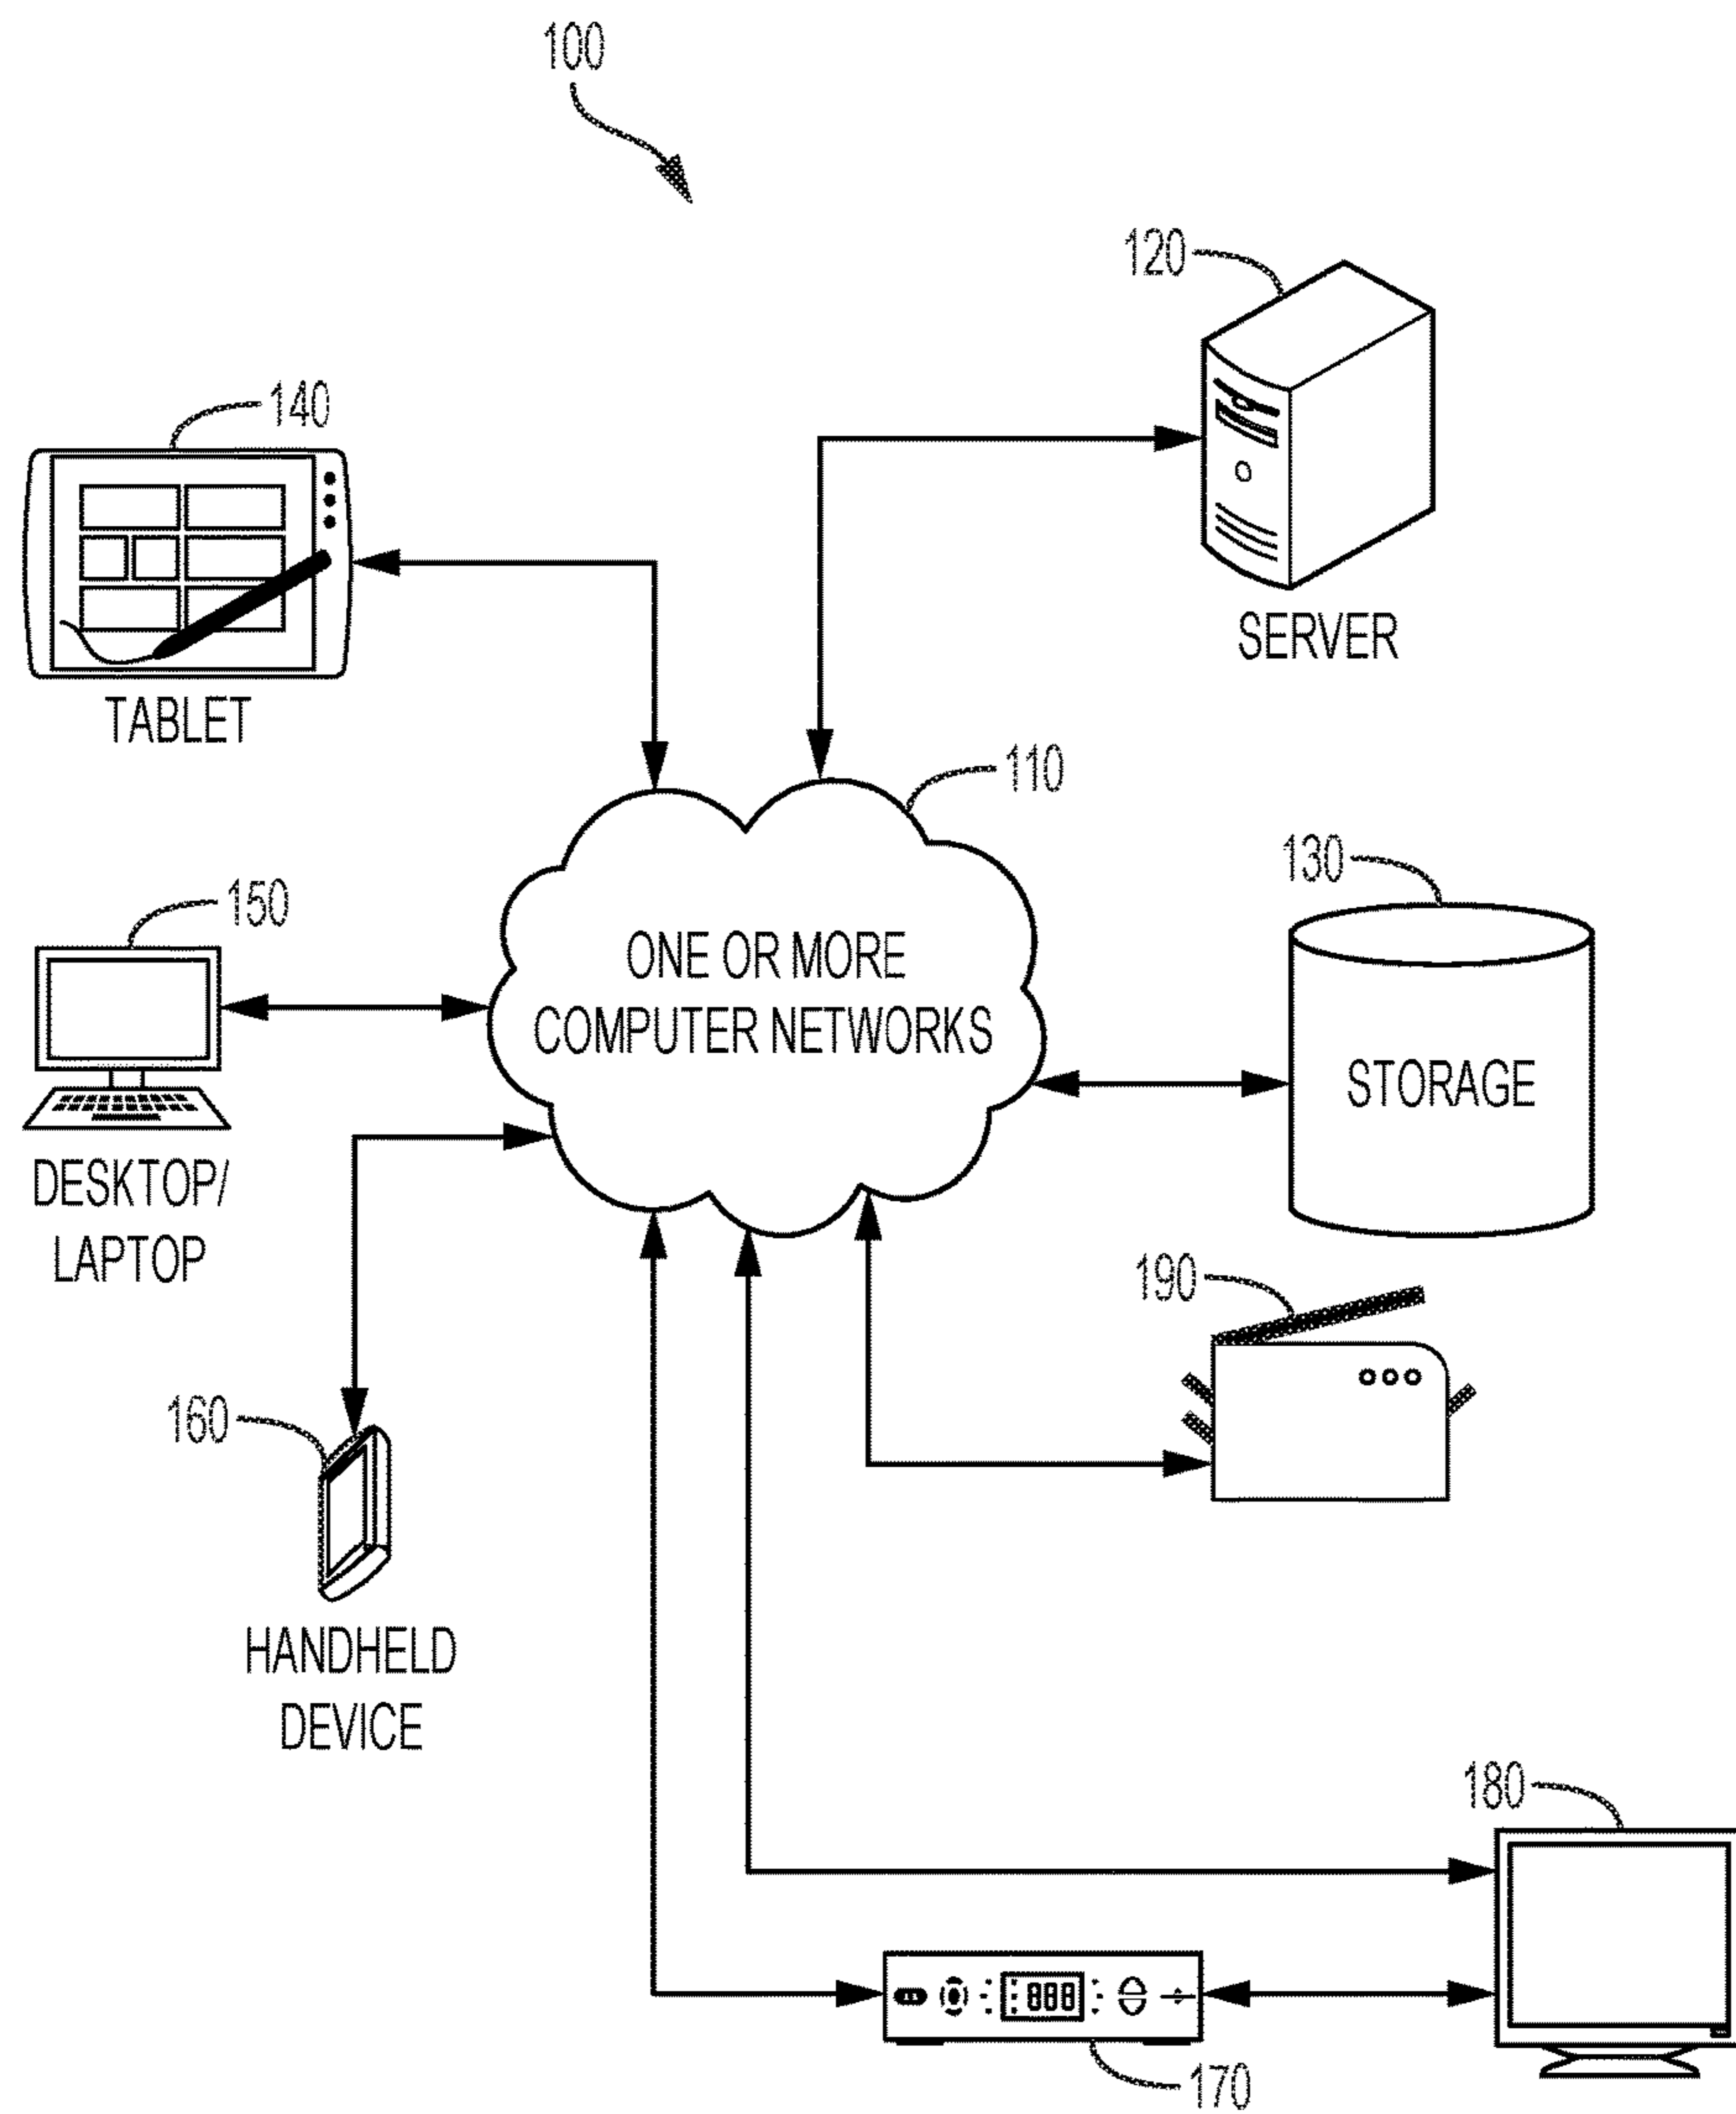 100
120
140
SERVER
TABLET
110
130
150
ONE OR MORE
COMPUTER NETWORKS
STORAGE
DESKTOP/
LAPTOP
190
160
HANDHELD
DEVICE
180
888
170